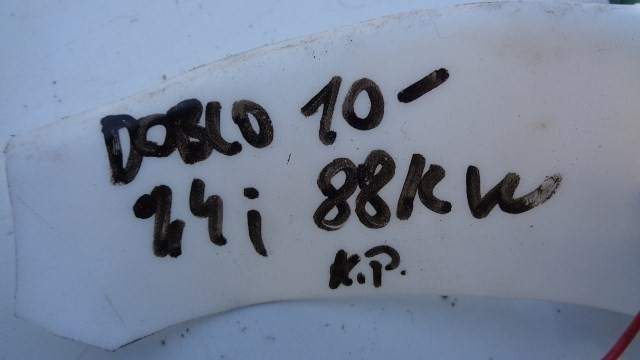 DOBLO 10-
1,4i 88KW
K.P.